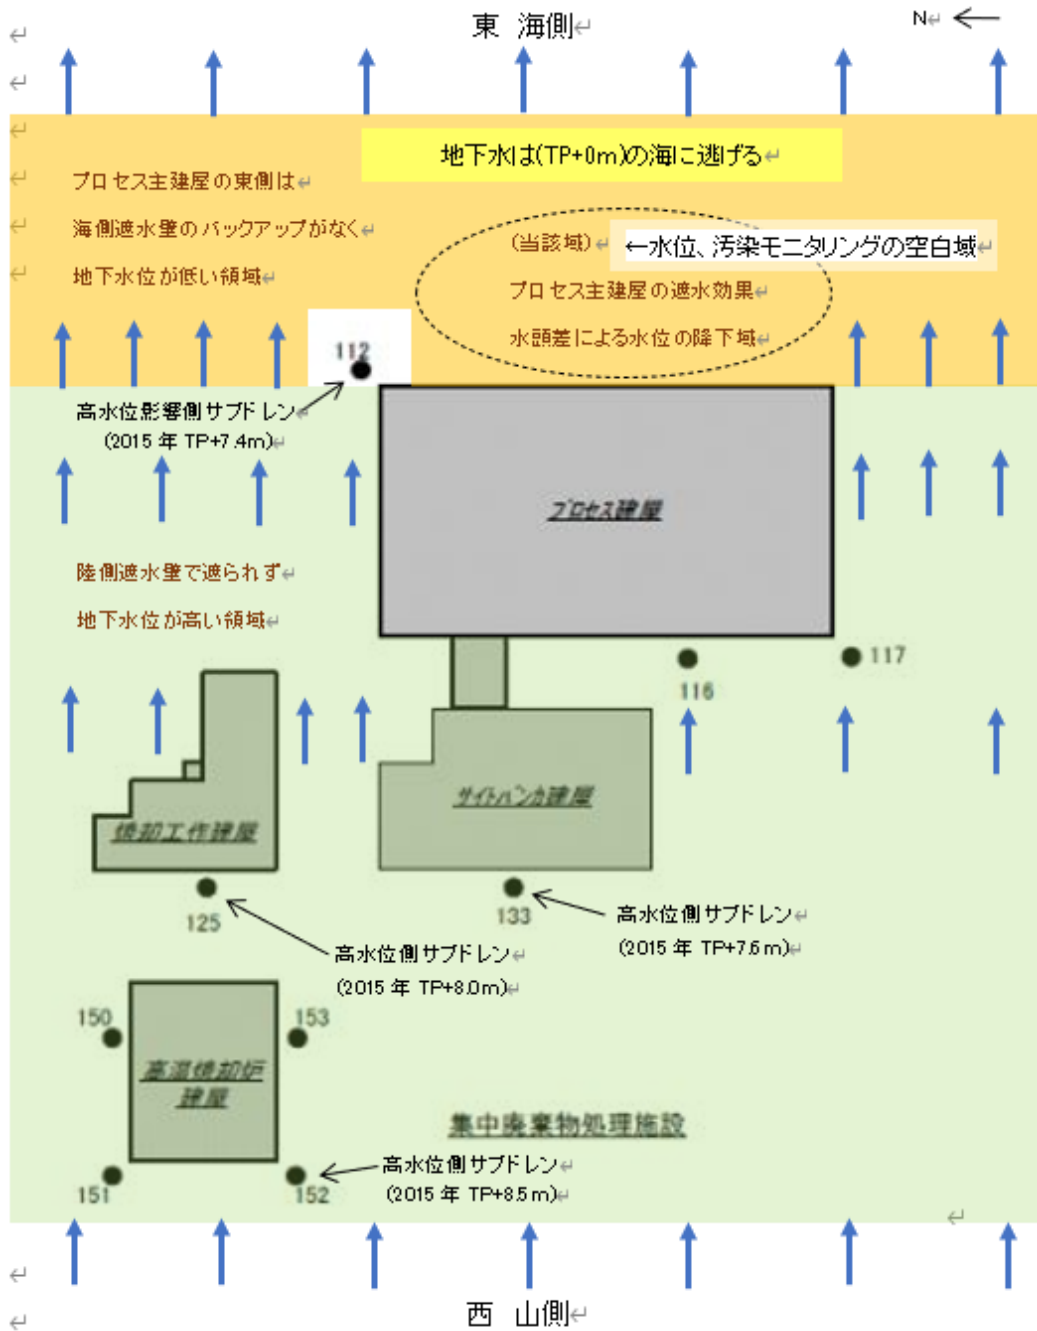 東 海側↵
N↵ ←
地下水は(TP+0m)の海に逃げる↵
プロセス主建屋の東側は↵
海側遮水壁のバックアップがなく↵
地下水位が低い領域↵
(当該域)↵
←水位、汚染モニタリングの空白域↵
プロセス主建屋の遮水効果↵
水頭差による水位の降下域↵
112
高水位影響側サブドレン↵
(2015年 TP+7.4m)↵
プロセス建屋
陸側遮水壁で遮られず↵
地下水位が高い領域↵
116
117
サイトバンカ建屋
焼却工作建屋
125
133
高水位側サブドレン↵
(2015年 TP+7.6m)↵
高水位側サブドレン↵
(2015年 TP+8.0m)↵
150
153
高温焼却炉
建屋
集中廃棄物処理施設
151
152
高水位側サブドレン↵
(2015年 TP+8.5m)↵
西 山側↵